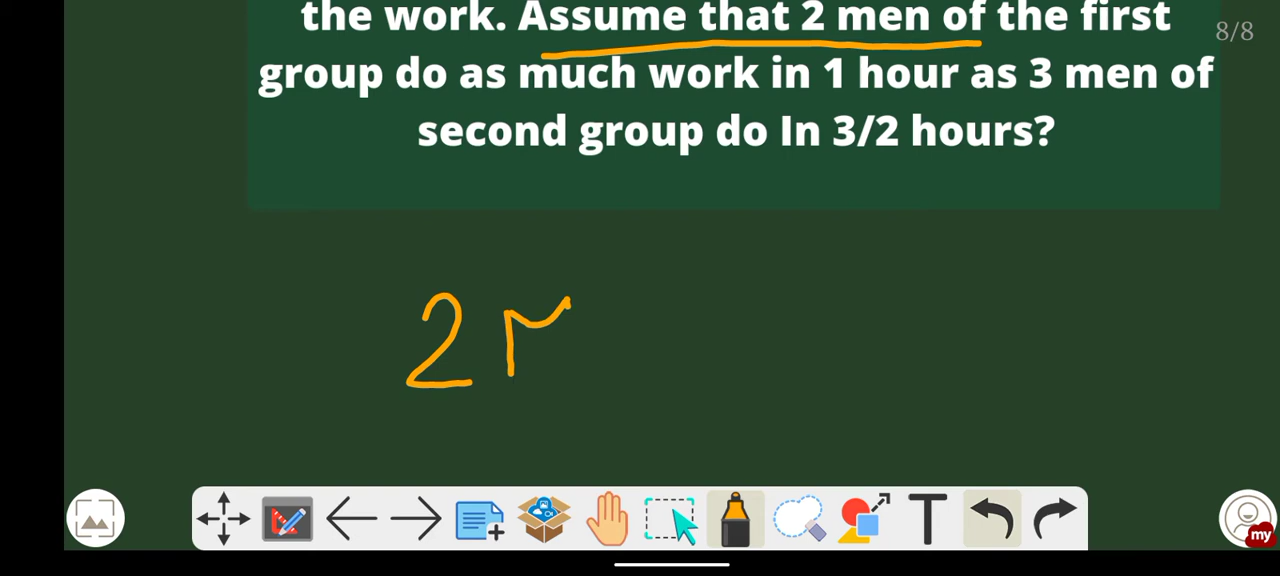 the work. Assume that 2 men of the first
8/8
group do as much work in 1 hour as 3 men of
second group do In 3/2 hours?
2
T
my